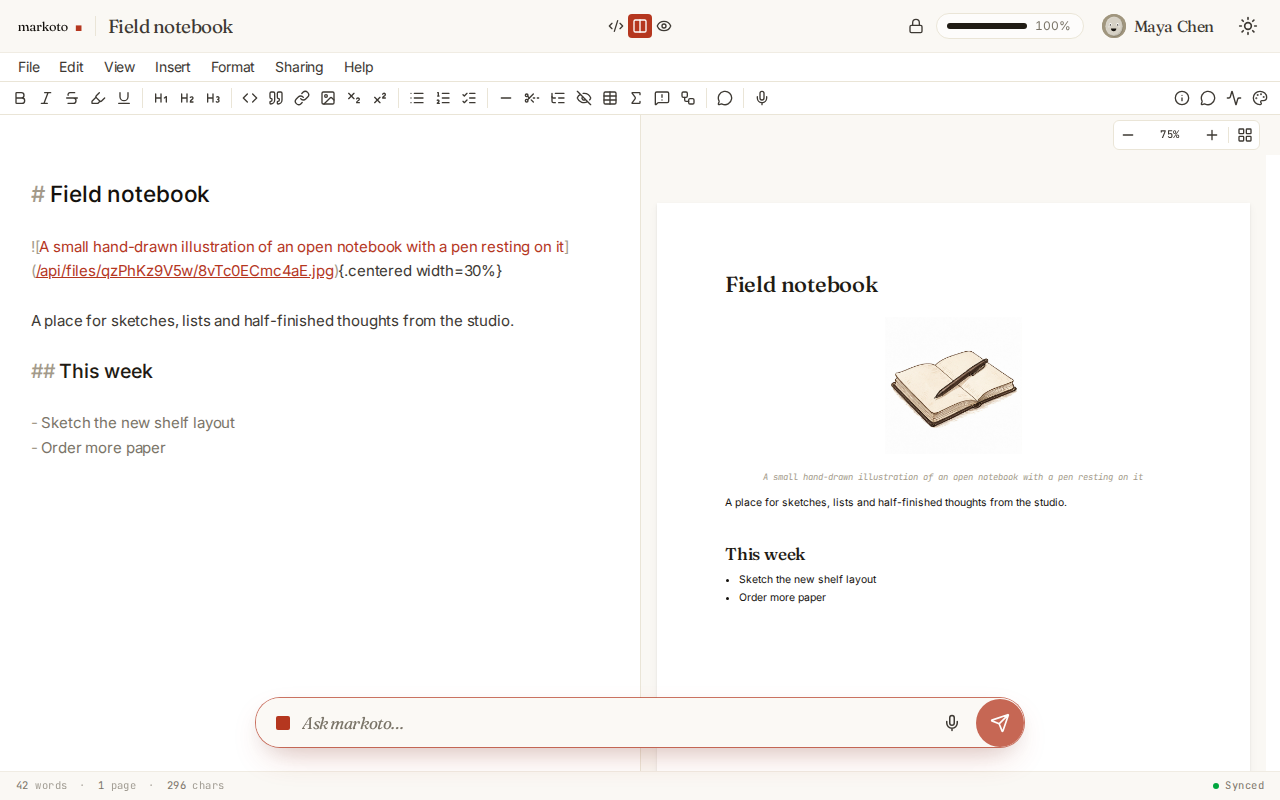 markoto
Field notebook
100%
Maya Chen
File Edit View Insert Format Sharing Help
H1 H2 H3
75%
# Field notebook
![A small hand-drawn illustration of an open notebook with a pen resting on it]
(/api/files/qzPhKz9V5w/8vTc0ECmc4aE.jpg){.centered width=30%}
A place for sketches, lists and half-finished thoughts from the studio.
## This week
- Sketch the new shelf layout
- Order more paper
Field notebook
A small hand-drawn illustration of an open notebook with a pen resting on it
A place for sketches, lists and half-finished thoughts from the studio.
This week
• Sketch the new shelf layout
• Order more paper
Ask markoto...
42 words · 1 page · 296 chars
Synced